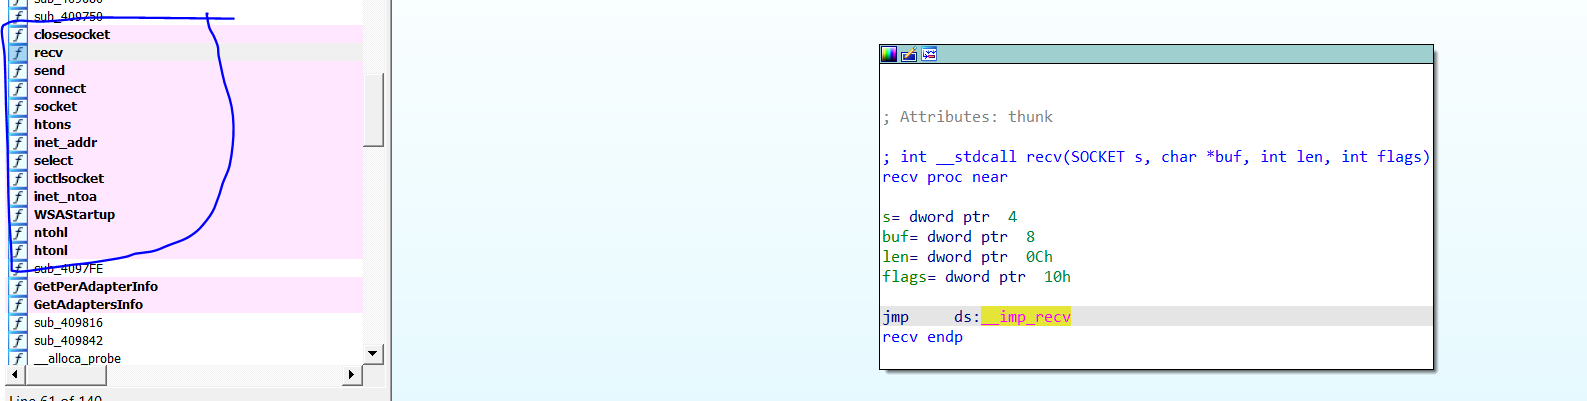 sub_409750
closesocket
recv
send
connect
socket
htons
inet_addr
select
ioctlsocket
inet_ntoa
WSAStartup
ntohl
htonl
sub_4097FE
GetPerAdapterInfo
GetAdaptersInfo
sub_409816
sub_409842
__alloca_probe
Line 61 of 140
; Attributes: thunk
; int __stdcall recv(SOCKET s, char *buf, int len, int flags)
recv proc near
s= dword ptr  4
buf= dword ptr  8
len= dword ptr  0Ch
flags= dword ptr  10h
jmp     ds:__imp_recv
recv endp